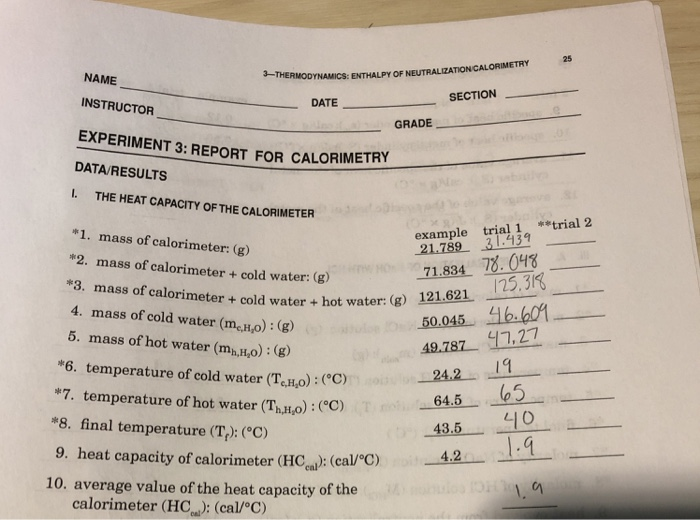 3—THERMODYNAMICS: ENTHALPY OF NEUTRALIZATION/CALORIMETRY 25
NAME
DATE SECTION
INSTRUCTOR
GRADE
EXPERIMENT 3: REPORT FOR CALORIMETRY
DATA/RESULTS
I. THE HEAT CAPACITY OF THE CALORIMETER
example trial 1 **trial 2
*1. mass of calorimeter: (g) 21.789 31.439
*2. mass of calorimeter + cold water: (g) 71.834 78.048
*3. mass of calorimeter + cold water + hot water: (g) 121.621 125.318
4. mass of cold water (mc,H₂O) : (g) 50.045 46.609
5. mass of hot water (mh,H₂O) : (g) 49.787 47.27
*6. temperature of cold water (Tc,H₂O) : (°C) 24.2 19
*7. temperature of hot water (Th,H₂O) : (°C) 64.5 65
*8. final temperature (Tf): (°C) 43.5 40
9. heat capacity of calorimeter (HCcal): (cal/°C) 4.2 1.9
10. average value of the heat capacity of the
calorimeter (HCcal): (cal/°C) 1.9